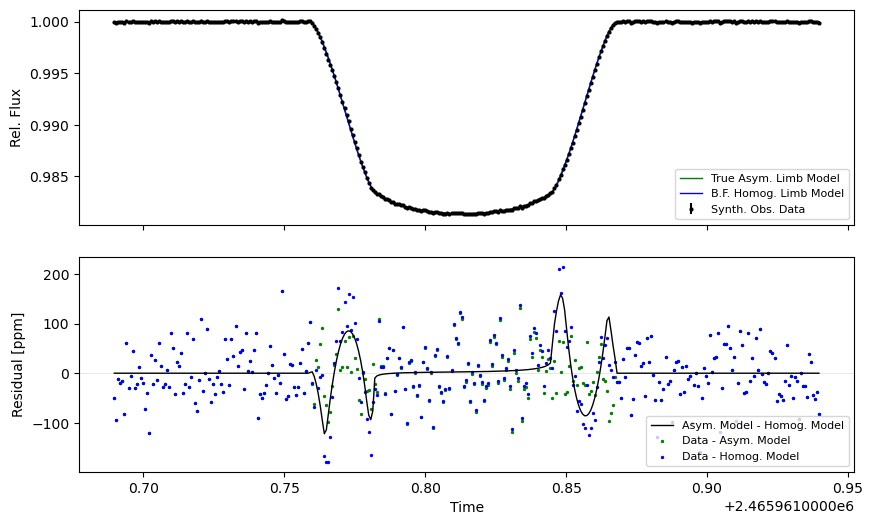 1.000
0.995
0.990
0.985
Rel. Flux
True Asym. Limb Model
B.F. Homog. Limb Model
Synth. Obs. Data
200
100
0
−100
Residual [ppm]
Asym. Model - Homog. Model
Data - Asym. Model
Data - Homog. Model
0.70 0.75 0.80 0.85 0.90 0.95
Time
+2.4659610000e6